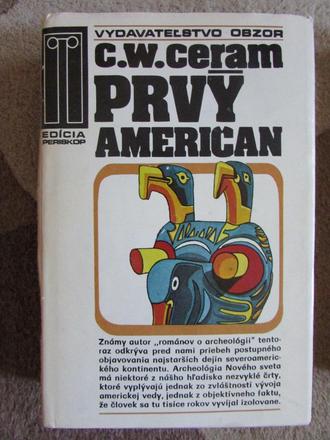 VYDAVATEĽSTVO OBZOR
C.W.CERAM
PRVÝ
AMERIČAN
EDÍCIA
PERISKOP
Známy autor „románov o archeológii" tento-
raz odkrýva pred nami priebeh postupného
objavovania najstarších dejín severoameric-
kého kontinentu. Archeológia Nového sveta
má niektoré z nášho hľadiska nezvyklé črty,
ktoré vyplývajú jednak zo zvláštností vývoja
americkej vedy, jednak z objektívneho faktu,
že človek sa tu tisíce rokov vyvíjal izolovane.